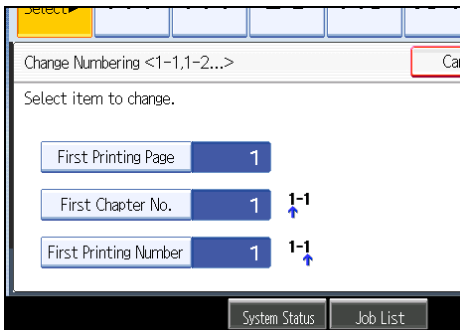 Select▶
Change Numbering <1-1,1-2...>
Select item to change.
First Printing Page 1
First Chapter No. 1 1-1
First Printing Number 1 1-1
System Status Job List